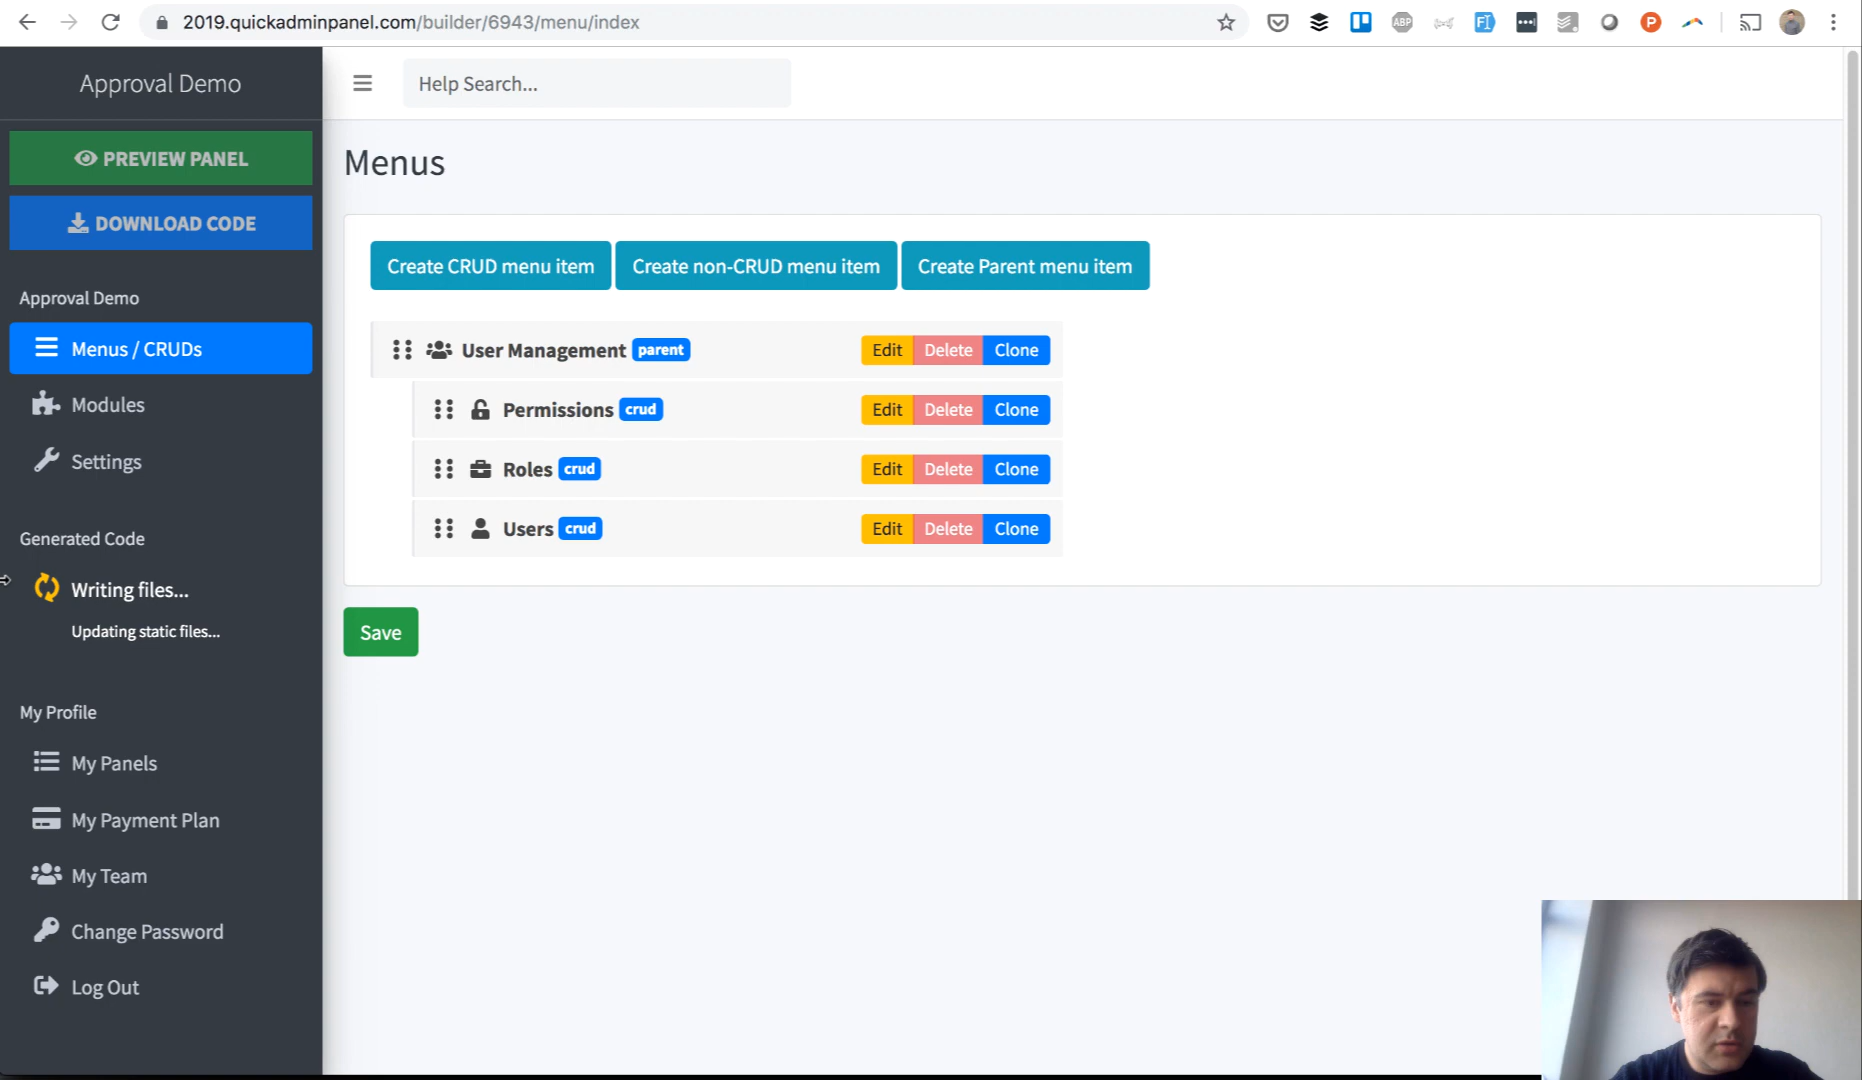 2019.quickadminpanel.com/builder/6943/menu/index
ABP
P
Approval Demo
Help Search...
PREVIEW PANEL
DOWNLOAD CODE
Approval Demo
Menus / CRUDs
Modules
Settings
Generated Code
Writing files...
Updating static files...
My Profile
My Panels
My Payment Plan
My Team
Change Password
Log Out
Menus
Create CRUD menu item
Create non-CRUD menu item
Create Parent menu item
User Management parent Edit Delete Clone
Permissions crud Edit Delete Clone
Roles crud Edit Delete Clone
Users crud Edit Delete Clone
Save